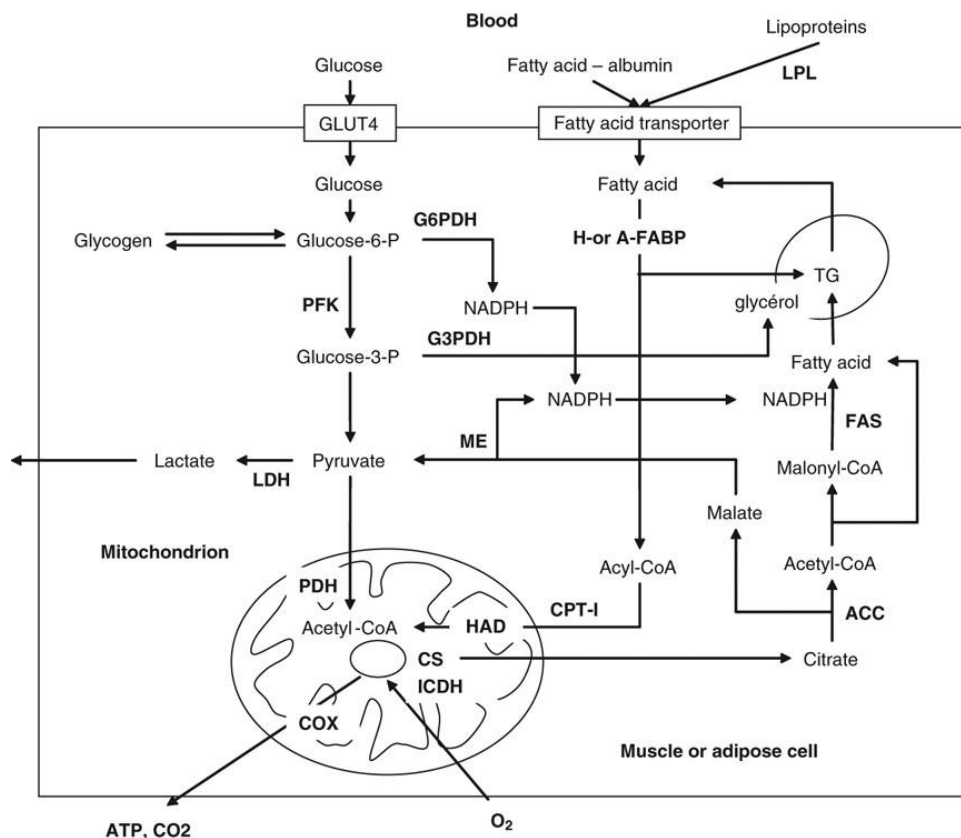 Blood
Lipoproteins
Glucose
Fatty acid – albumin
LPL
GLUT4
Fatty acid transporter
Glucose
Fatty acid
G6PDH
H-or A-FABP
Glycogen
Glucose-6-P
TG
PFK
NADPH
glycérol
G3PDH
Glucose-3-P
Fatty acid
NADPH
NADPH
FAS
ME
Lactate
Pyruvate
Malonyl-CoA
LDH
Malate
Mitochondrion
Acyl-CoA
Acetyl-CoA
PDH
CPT-I
ACC
Acetyl-CoA
HAD
CS
Citrate
ICDH
COX
Muscle or adipose cell
ATP, CO2
O₂